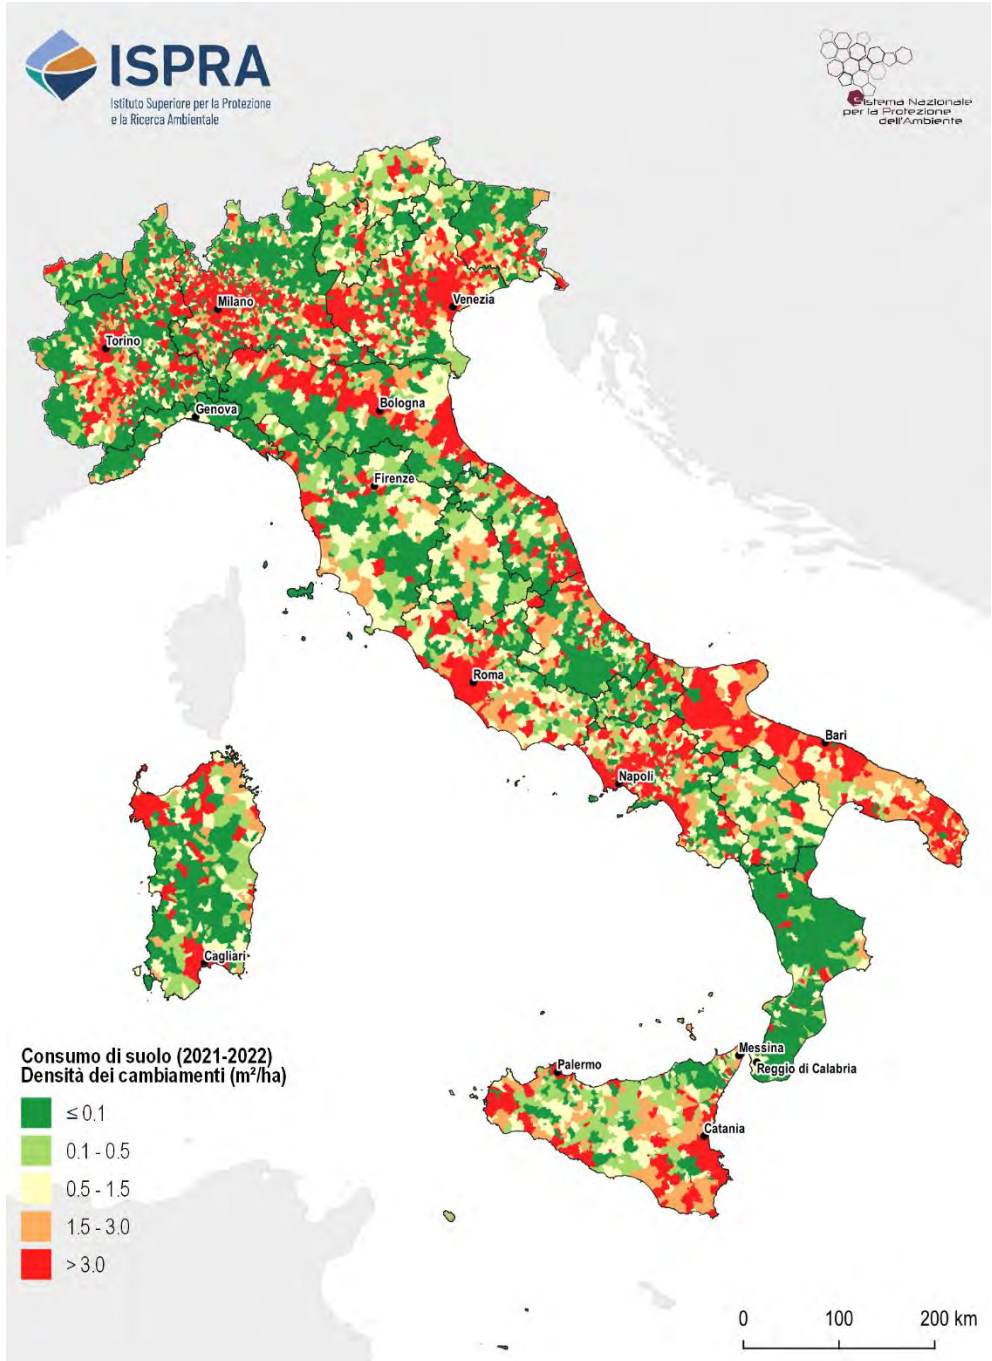 ISPRA
Istituto Superiore per la Protezione
e la Ricerca Ambientale
Sistema Nazionale
per la Protezione
dell'Ambiente
Milano
Venezia
Torino
Genova
Bologna
Firenze
Roma
Bari
Napoli
Cagliari
Messina
Palermo
Reggio di Calabria
Catania
Consumo di suolo (2021-2022)
Densità dei cambiamenti (m²/ha)
≤ 0.1
0.1 - 0.5
0.5 - 1.5
1.5 - 3.0
> 3.0
0 100 200 km